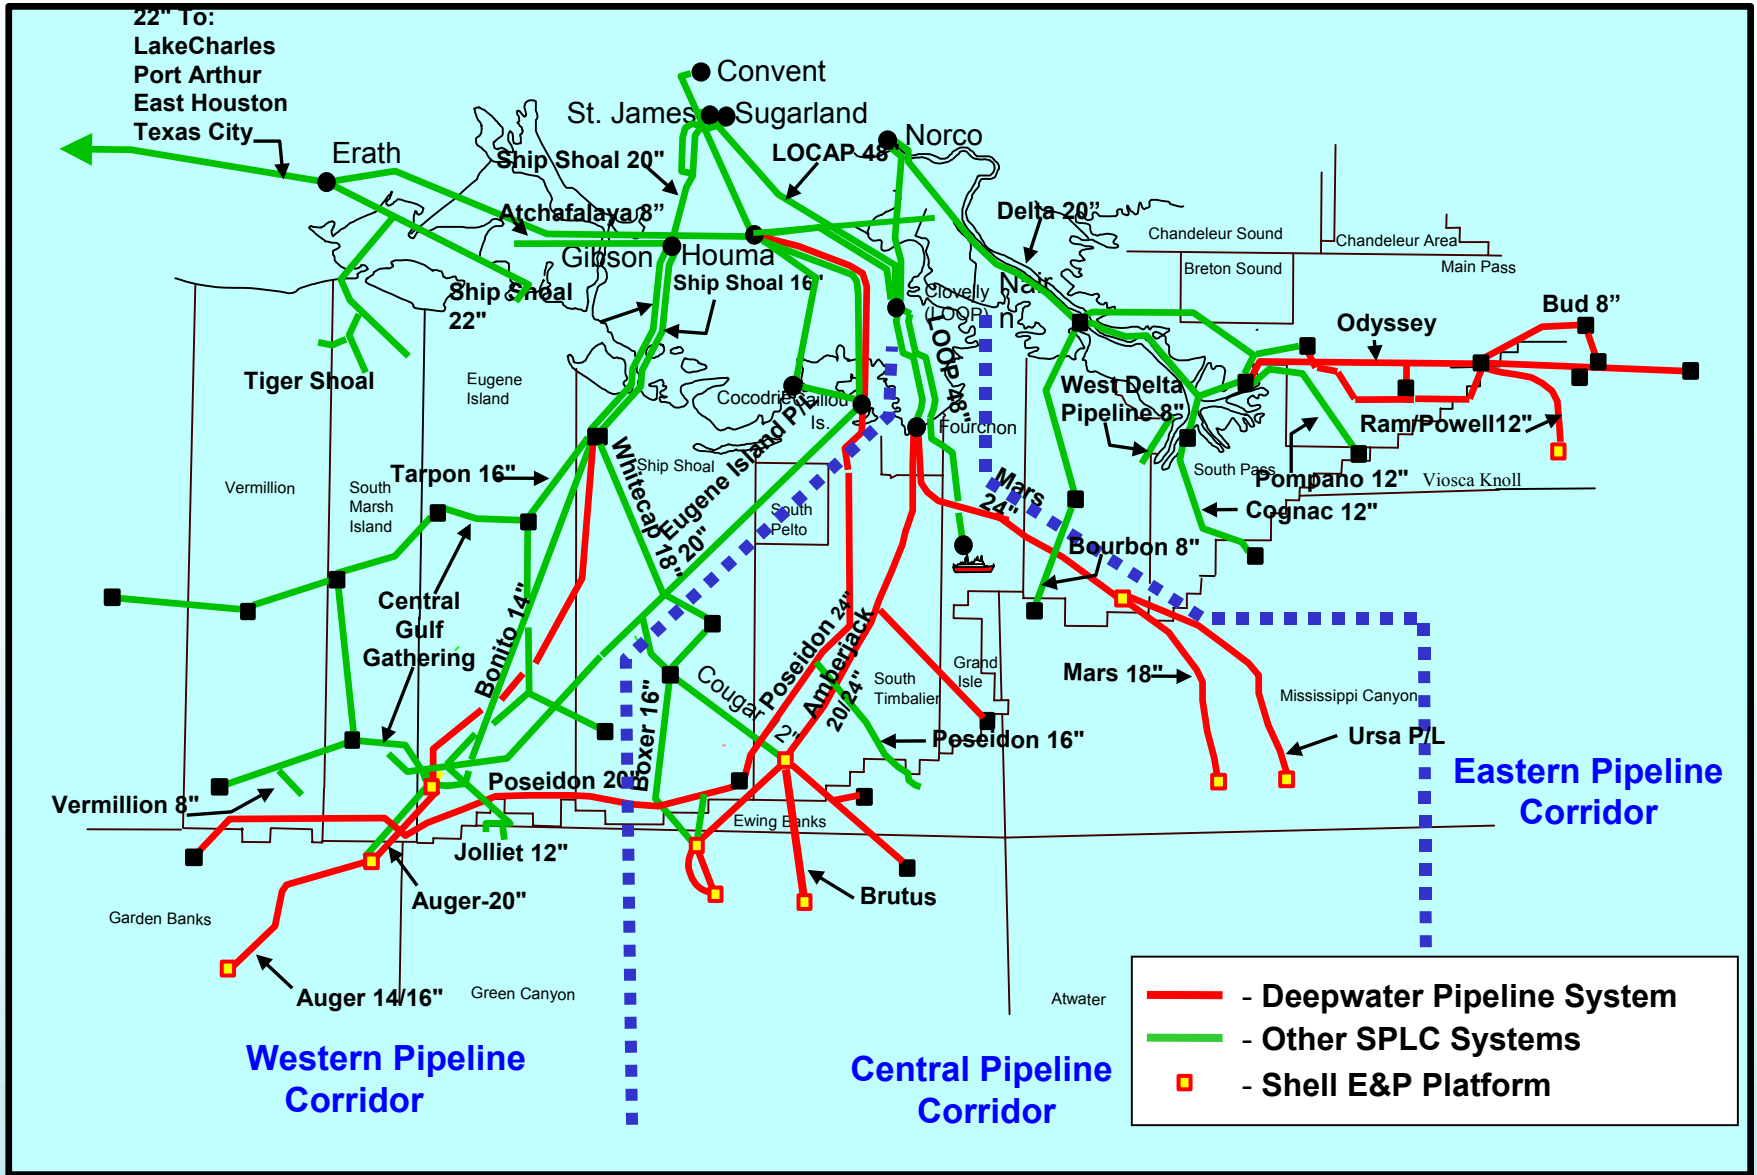 22" To:
LakeCharles
Port Arthur
East Houston
Texas City
Convent
St. James
Sugarland
Norco
Erath
Ship Shoal 20"
LOCAP 48"
Atchafalaya 8”
Delta 20”
Gibson
Houma
Chandeleur Sound
Chandeleur Area
Breton Sound
Main Pass
Ship Shoal
22"
Ship Shoal 16"
Clovelly
(LOOP)
Nair
n
LOOP 48"
Bud 8”
Odyssey
Tiger Shoal
Eugene
Island
Cocodrie
Caillou
Is.
Fourchon
West Delta
Pipeline 8"
Ram/Powell12"
Tarpon 16"
Whitecap 18"
Ship Shoal
Eugene Island P/L
20"
South Pass
Pompano 12"
Viosca Knoll
Vermillion
South
Marsh
Island
South
Pelto
Mars
24"
Cognac 12"
Bourbon 8"
Central
Gulf
Gathering
Bonito 14"
Poseidon 24"
Amberjack
20/24"
Grand
Isle
Mars 18"
Mississippi Canyon
Cougar
2"
South
Timbalier
Boxer 16"
Poseidon 16"
Ursa P/L
Poseidon 20"
Eastern Pipeline
Corridor
Vermillion 8"
Ewing Banks
Jolliet 12"
Auger-20"
Brutus
Garden Banks
Auger 14/16"
Green Canyon
Atwater
Western Pipeline
Corridor
Central Pipeline
Corridor
- Deepwater Pipeline System
- Other SPLC Systems
- Shell E&P Platform